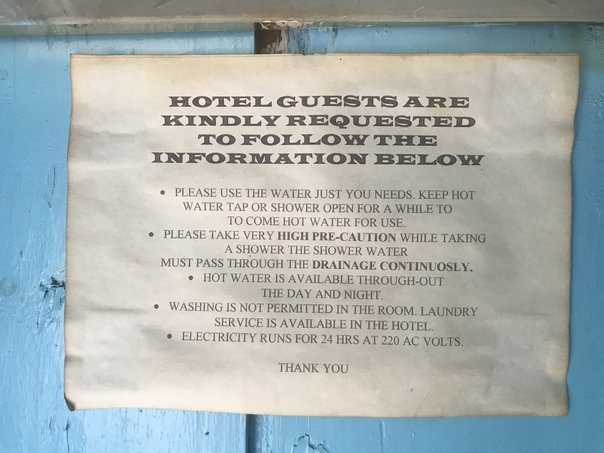 HOTEL GUESTS ARE
KINDLY REQUESTED
TO FOLLOW THE
INFORMATION BELOW
• PLEASE USE THE WATER JUST YOU NEEDS. KEEP HOT
WATER TAP OR SHOWER OPEN FOR A WHILE TO
TO COME HOT WATER FOR USE.
• PLEASE TAKE VERY HIGH PRE-CAUTION WHILE TAKING
A SHOWER THE SHOWER WATER
MUST PASS THROUGH THE DRAINAGE CONTINUOSLY.
• HOT WATER IS AVAILABLE THROUGH-OUT
THE DAY AND NIGHT.
• WASHING IS NOT PERMITTED IN THE ROOM. LAUNDRY
SERVICE IS AVAILABLE IN THE HOTEL.
• ELECTRICITY RUNS FOR 24 HRS AT 220 AC VOLTS.
THANK YOU